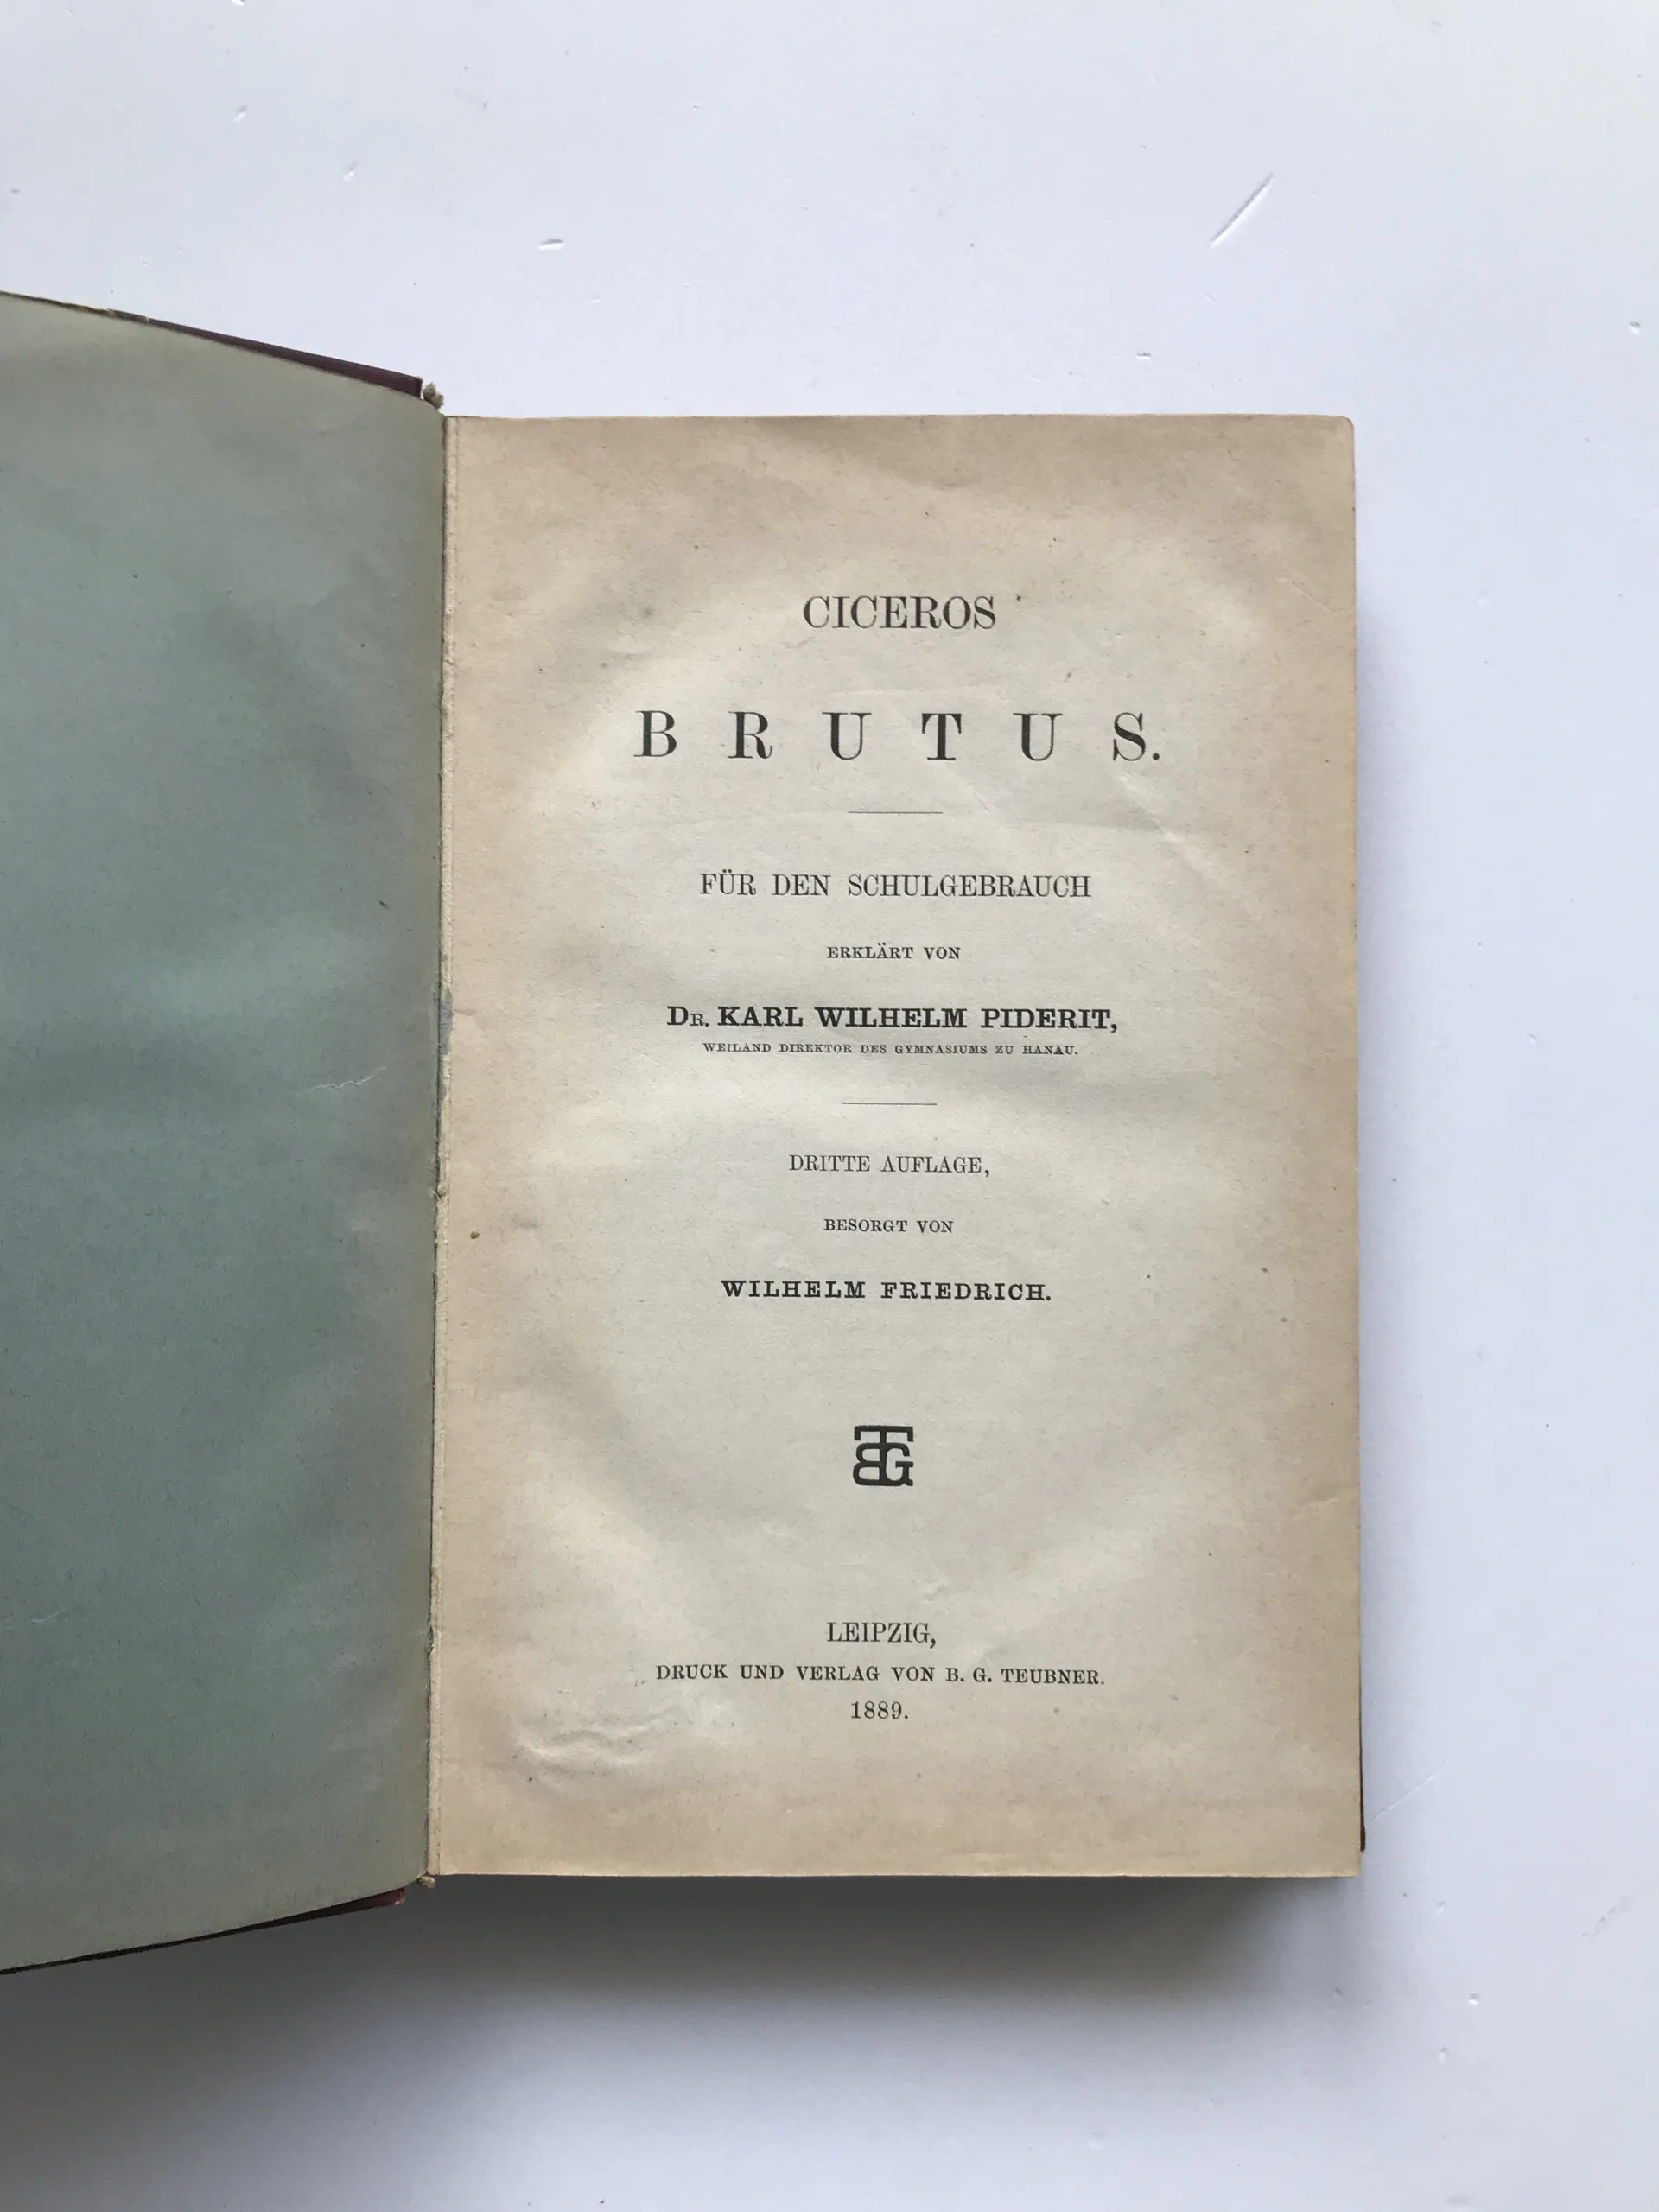 CICEROS
BRUTUS.
FÜR DEN SCHULGEBRAUCH
ERKLÄRT VON
DR. KARL WILHELM PIDERIT,
WEILAND DIREKTOR DES GYMNASIUMS ZU HANAU.
DRITTE AUFLAGE,
BESORGT VON
WILHELM FRIEDRICH.
BTG
LEIPZIG,
DRUCK UND VERLAG VON B. G. TEUBNER.
1889.